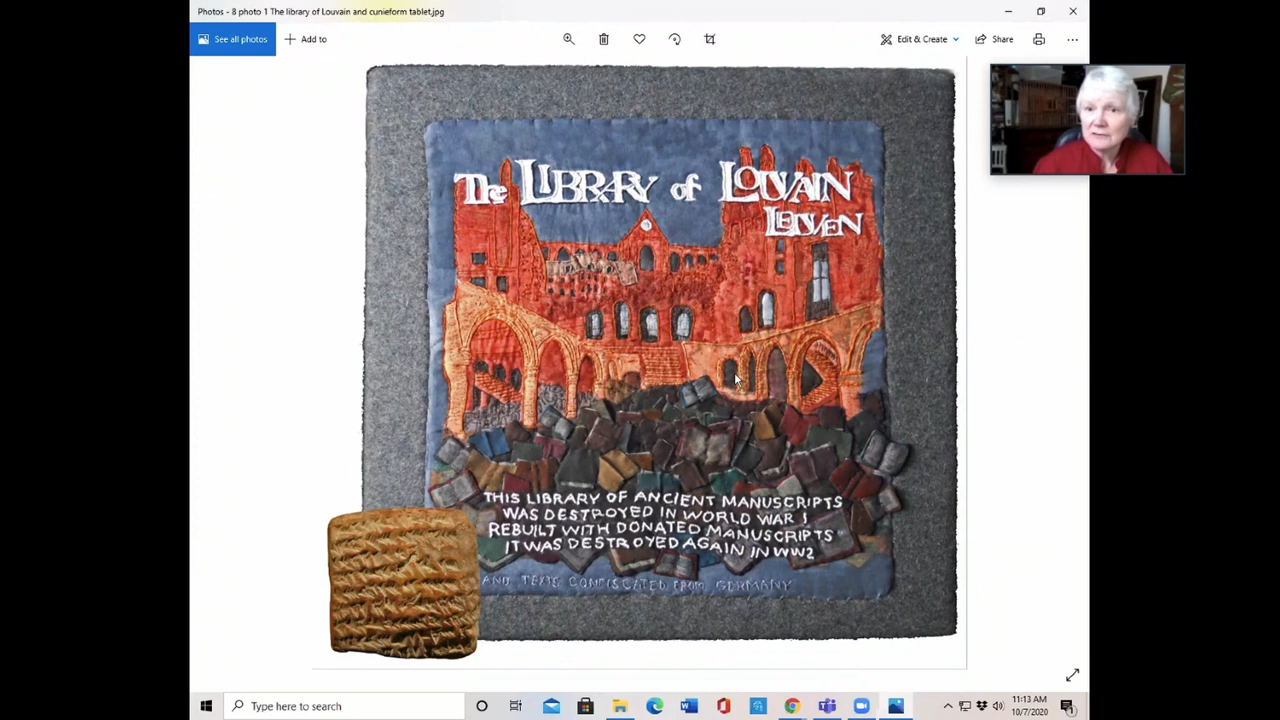 Photos - 8 photo 1 The library of Louvain and cunieform tablet.jpg
See all photos
Add to
Edit & Create
Share
The LIBRARY of LOUVAIN
LEUVEN
THIS LIBRARY OF ANCIENT MANUSCRIPTS
WAS DESTROYED IN WORLD WAR I
REBUILT WITH DONATED MANUSCRIPTS*
IT WAS DESTROYED AGAIN IN WW2
AND TEXTS CONFISCATED FROM GERMANY
Type here to search
11:13 AM
10/7/2020